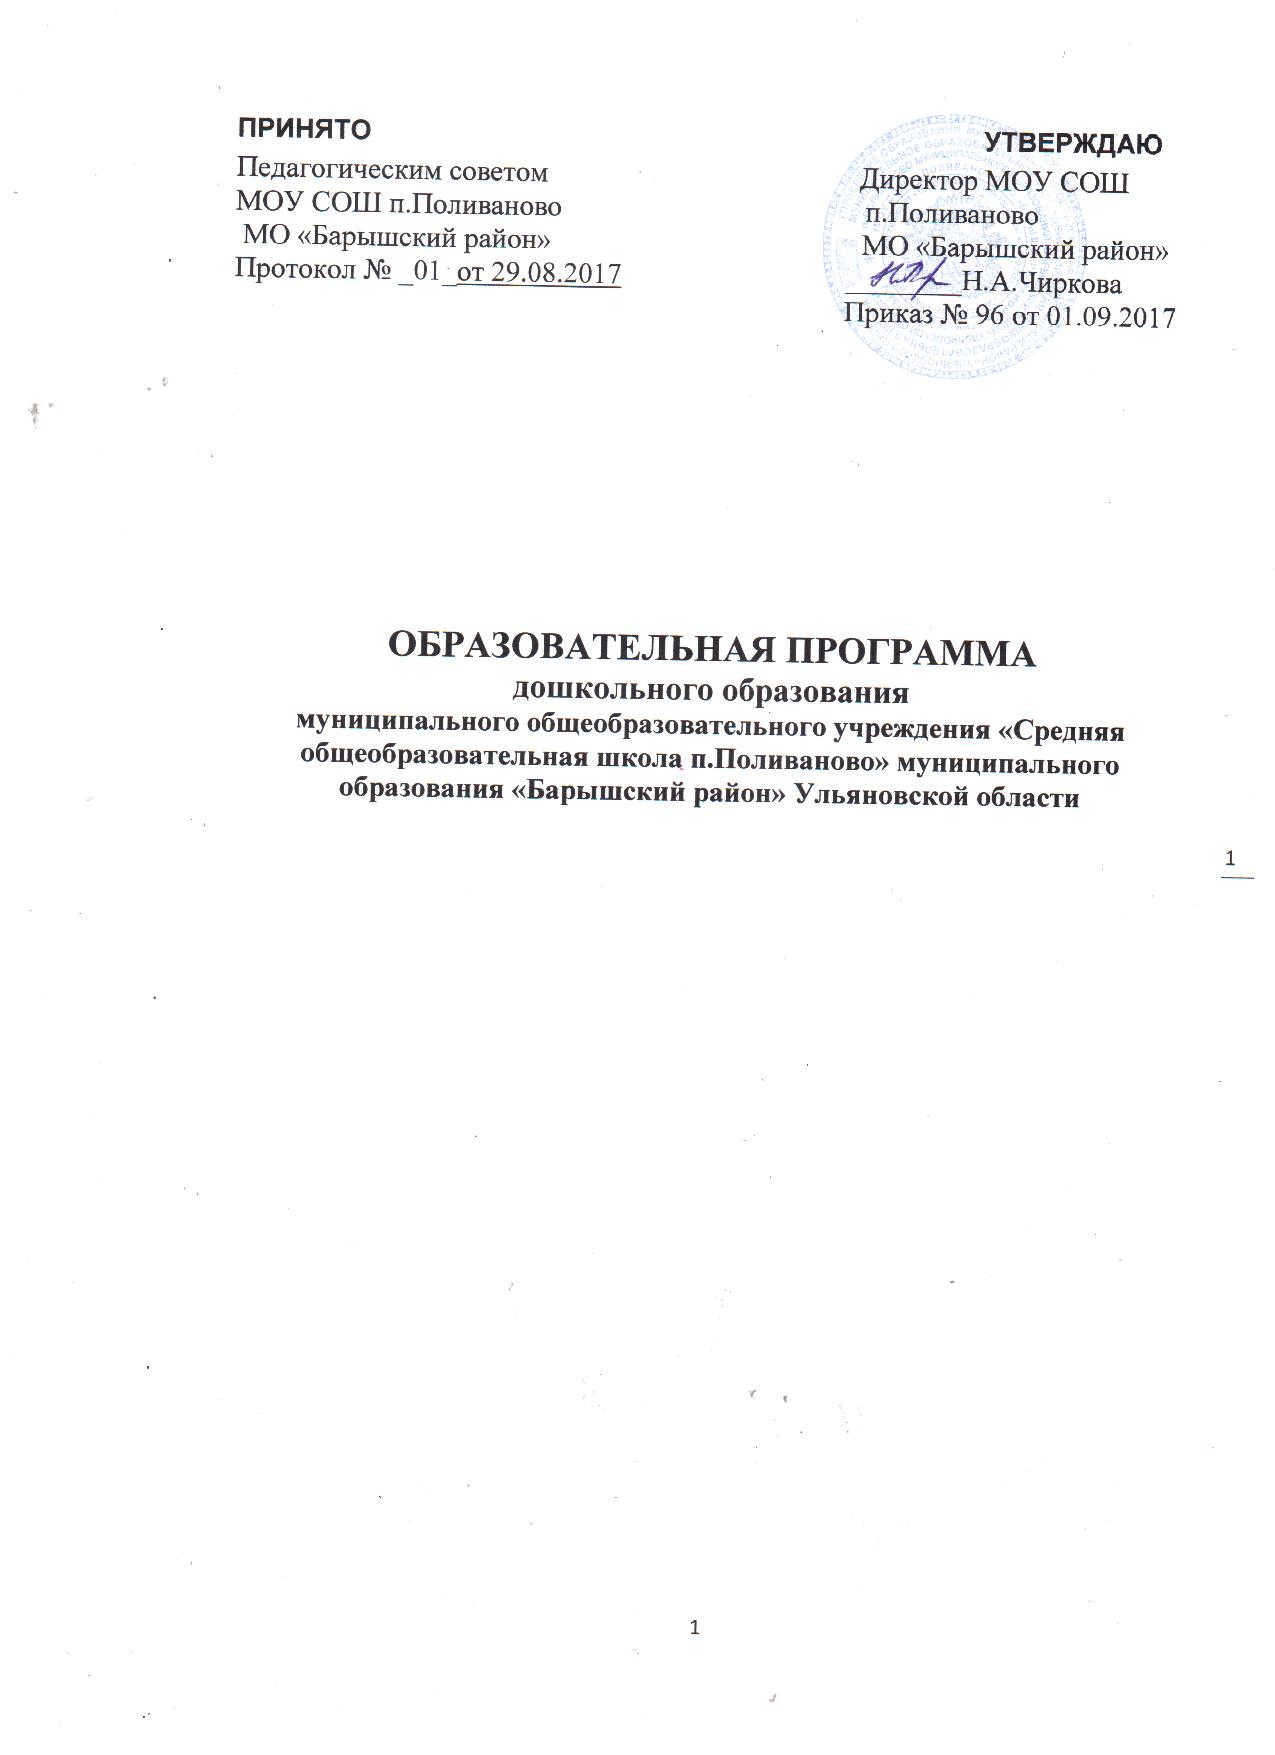 ПРИНЯТО
Педагогическим советом
МОУ СОШ п.Поливаново
МО «Барышский район»
Протокол № _01_от 29.08.2017
УТВЕРЖДАЮ
Директор МОУ СОШ
п.Поливаново
МО «Барышский район»
________Н.А.Чиркова
Приказ № 96 от 01.09.2017
ОБРАЗОВАТЕЛЬНАЯ ПРОГРАММА
дошкольного образования
муниципального общеобразовательного учреждения «Средняя
общеобразовательная школа п.Поливаново» муниципального
образования «Барышский район» Ульяновской области
1
1